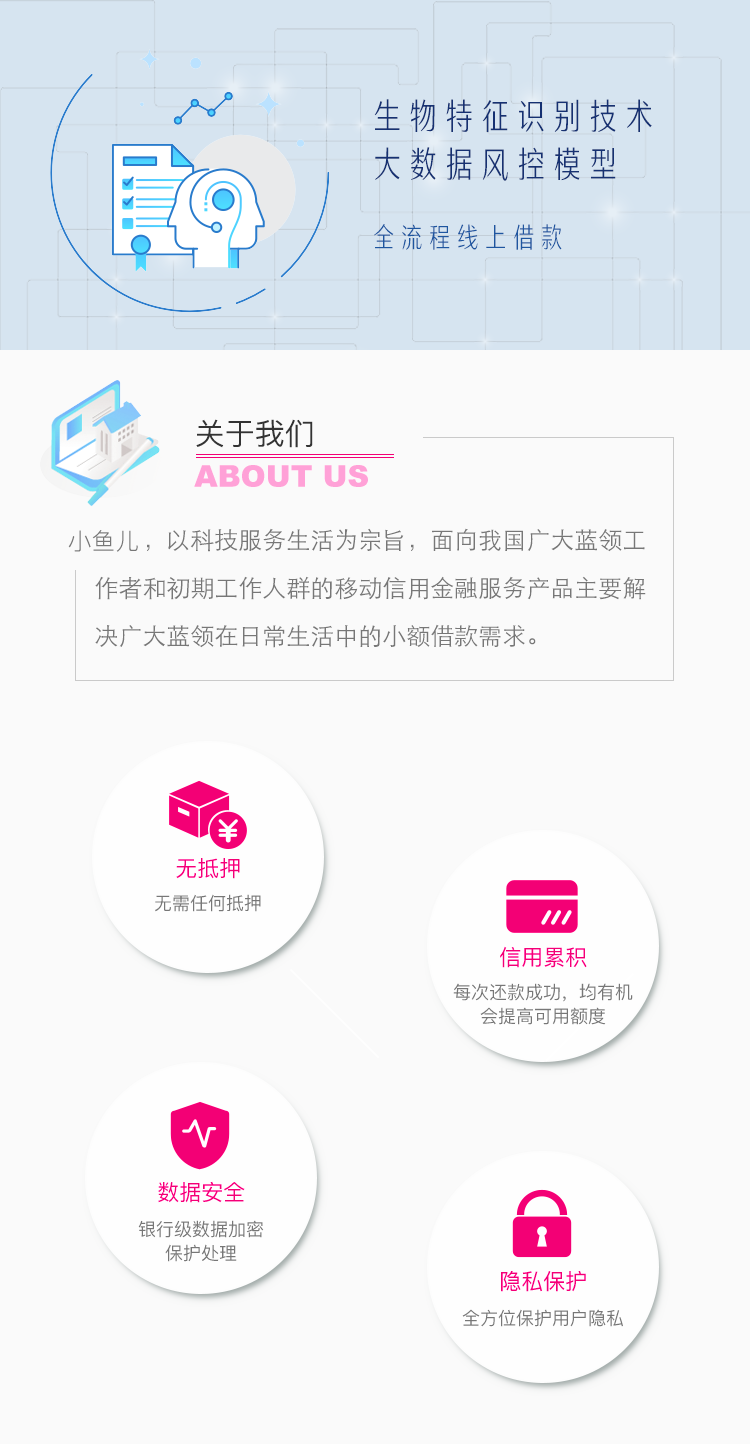 生物特征识别技术
大数据风控模型
全流程线上借款
关于我们
ABOUT US
小鱼儿，以科技服务生活为宗旨，面向我国广大蓝领工
作者和初期工作人群的移动信用金融服务产品主要解
决广大蓝领在日常生活中的小额借款需求。
¥
无抵押
无需任何抵押
信用累积
每次还款成功，均有机
会提高可用额度
数据安全
银行级数据加密
保护处理
隐私保护
全方位保护用户隐私